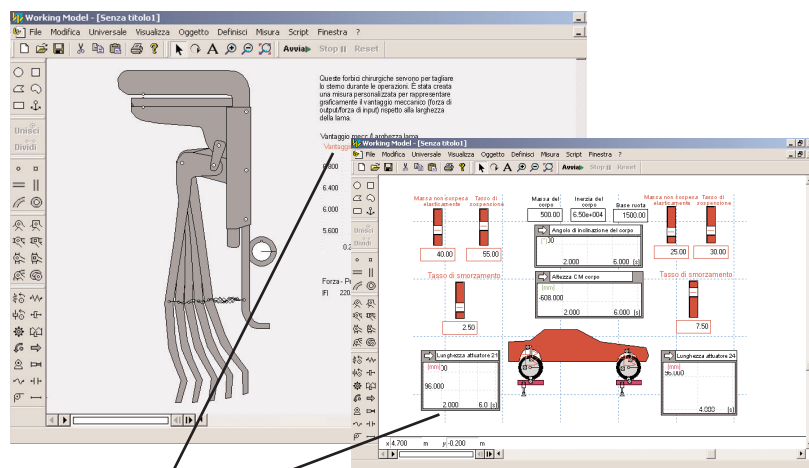 Working Model - [Senza titolo1]
File Modifica Universale Visualizza Oggetto Definisci Misura Script Finestra ?
Avvia Stop Reset
Unisci
Dividi
Queste forbici chirurgiche servono per tagliare
lo sterno durante le operazioni. È stata creata
una misura personalizzata per rappresentare
graficamente il vantaggio meccanico (forza di
output/forza di input) rispetto alla larghezza
della lama.
Vantaggio mecc./Larghezza lama
6.400
6.000
5.600
|F| 220
Working Model - [Senza titolo1]
File Modifica Universale Visualizza Oggetto Definisci Misura Script Finestra ?
Avvia Stop Reset
Unisci
Dividi
Massa non sospesa
elasticamente
Tasso di
sospensione
Massa del
corpo
Inerzia del
corpo
Base ruota
Massa non sospesa
elasticamente
Tasso di
sospensione
500.00 6.50e+004 1500.00
40.00 55.00
25.00 30.00
Angolo di inclinazione del corpo
2.000 6.000 (s)
Tasso di smorzamento
2.50
Altezza CM corpo
[mm]
-608.000
2.000 6.000 (s)
Tasso di smorzamento
7.50
Lunghezza attuatore 21
[mm]
96.000
2.000 6.0 (s)
Lunghezza attuatore 24
[mm]
96.000
4.000 (s)
x 4.700 m y -0.200 m